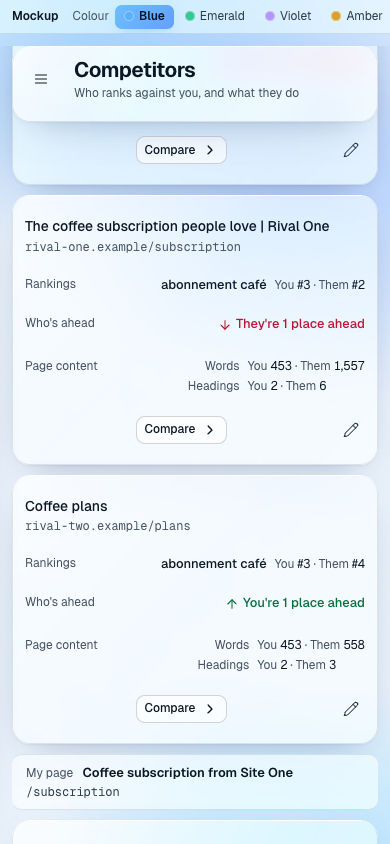 Mockup Colour Blue Emerald Violet Amber
Competitors
Who ranks against you, and what they do
Compare
The coffee subscription people love | Rival One
rival-one.example/subscription
Rankings abonnement café You #3 · Them #2
Who's ahead ↓ They're 1 place ahead
Page content Words You 453 · Them 1,557
Headings You 2 · Them 6
Compare
Coffee plans
rival-two.example/plans
Rankings abonnement café You #3 · Them #4
Who's ahead ↑ You're 1 place ahead
Page content Words You 453 · Them 558
Headings You 2 · Them 3
Compare
My page Coffee subscription from Site One
/subscription